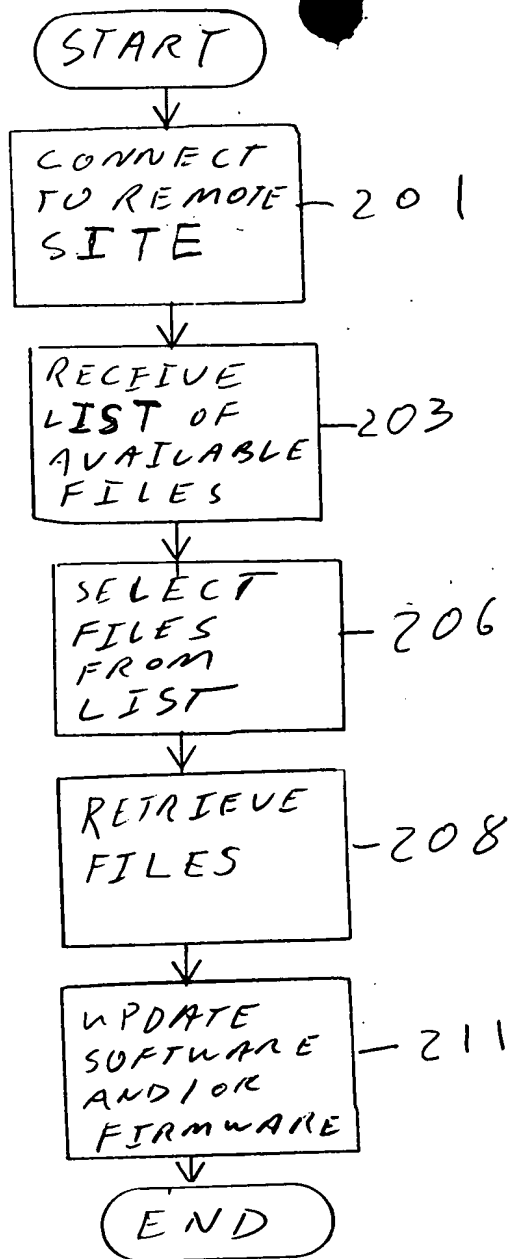 START
CONNECT
TO REMOTE
SITE
201
RECEIVE
LIST OF
AVAILABLE
FILES
203
SELECT
FILES
FROM
LIST
206
RETRIEVE
FILES
208
UPDATE
SOFTWARE
AND/OR
FIRMWARE
211
END